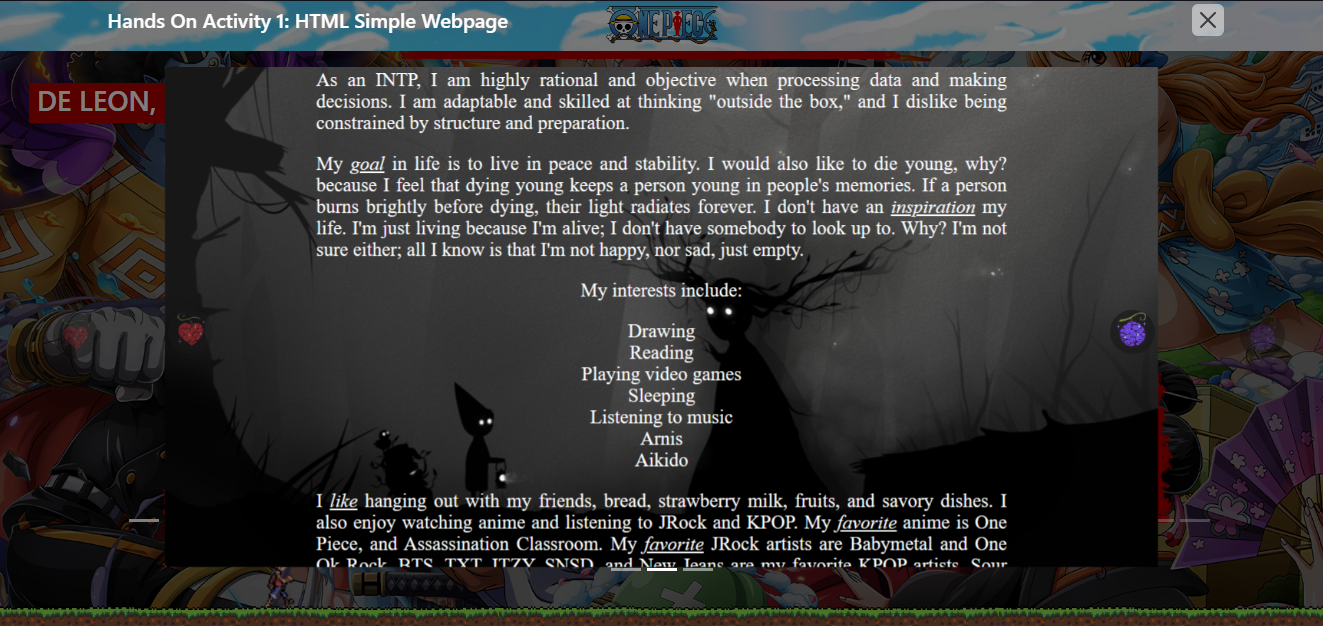 Hands On Activity 1: HTML Simple Webpage
ONE PIECE
DE LEON,
As an INTP, I am highly rational and objective when processing data and making
decisions. I am adaptable and skilled at thinking "outside the box," and I dislike being
constrained by structure and preparation.
My goal in life is to live in peace and stability. I would also like to die young, why?
because I feel that dying young keeps a person young in people's memories. If a person
burns brightly before dying, their light radiates forever. I don't have an inspiration my
life. I'm just living because I'm alive; I don't have somebody to look up to. Why? I'm not
sure either; all I know is that I'm not happy, nor sad, just empty.
My interests include:
Drawing
Reading
Playing video games
Sleeping
Listening to music
Arnis
Aikido
I like hanging out with my friends, bread, strawberry milk, fruits, and savory dishes. I
also enjoy watching anime and listening to JRock and KPOP. My favorite anime is One
Piece, and Assassination Classroom. My favorite JRock artists are Babymetal and One
Ok Rock. BTS, TXT, ITZY, SNSD, and New Jeans are my favorite KPOP artists. Sour